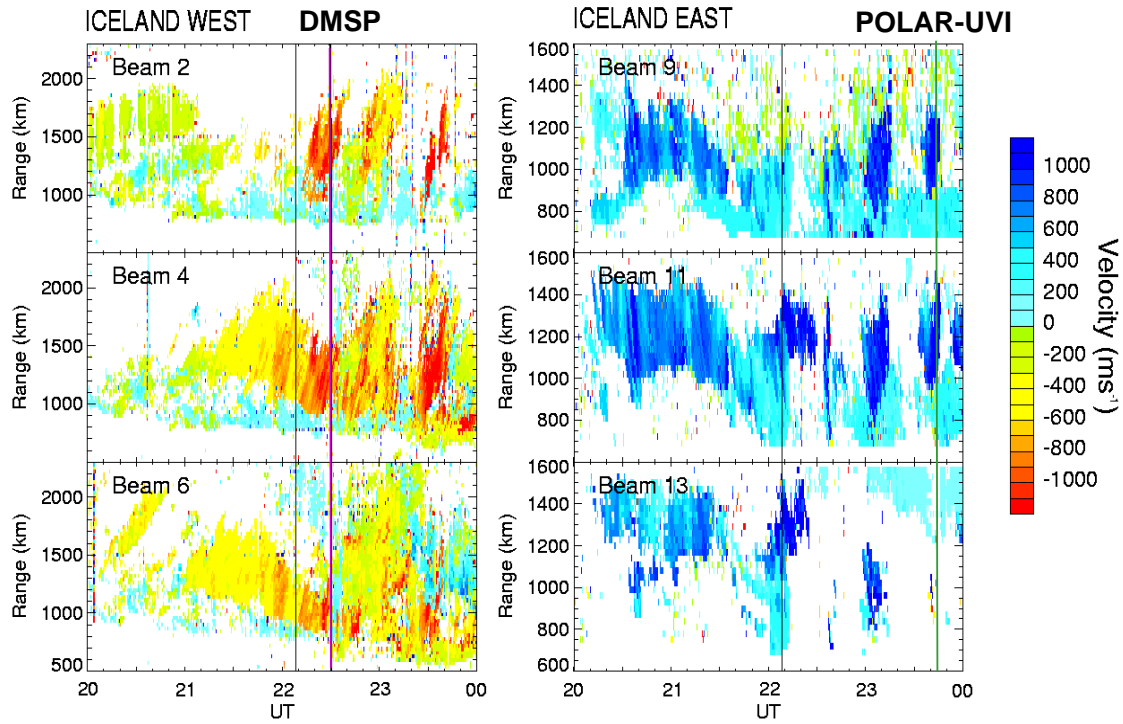 ICELAND WEST DMSP
ICELAND EAST POLAR-UVI
Beam 2
Range (km)
2000
1500
1000
Beam 4
Range (km)
2000
1500
1000
Beam 6
Range (km)
2000
1500
1000
500
20 21 22 23 00
UT
Beam 9
Range (km)
1600
1400
1200
1000
800
Beam 11
Range (km)
1600
1400
1200
1000
800
Beam 13
Range (km)
1600
1400
1200
1000
800
600
20 21 22 23 00
UT
1000
800
600
400
200
0
-200
-400
-600
-800
-1000
Velocity (ms⁻¹)